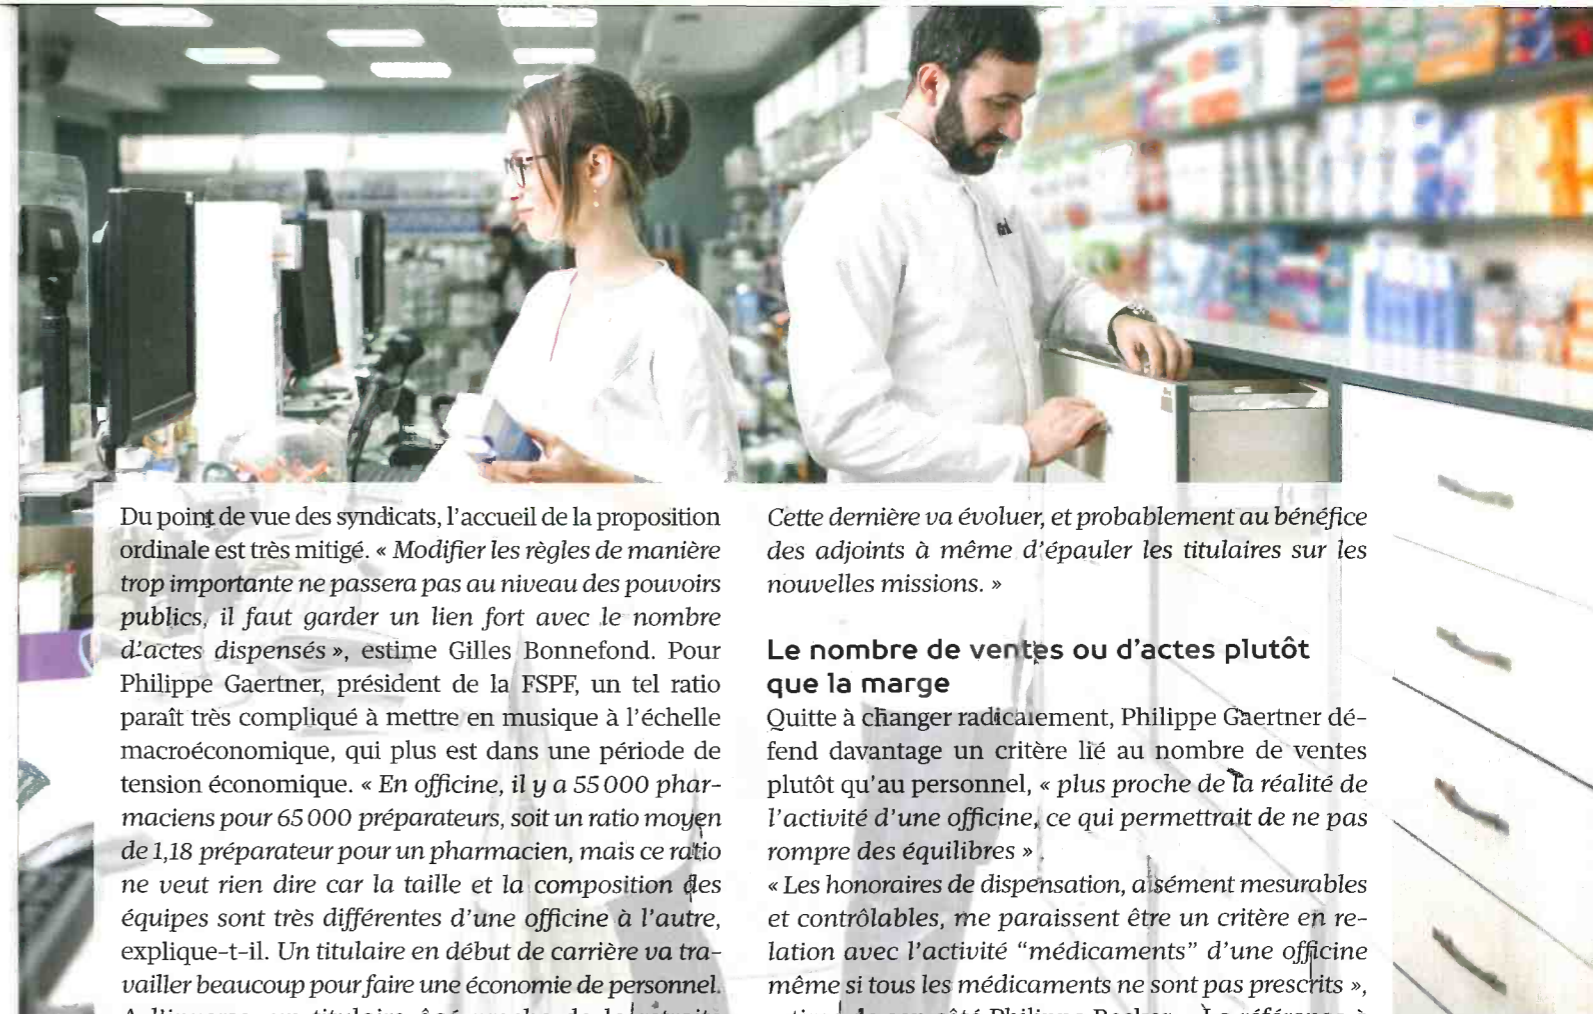 Du point de vue des syndicats, l'accueil de la proposition
ordinale est très mitigé. « Modifier les règles de manière
trop importante ne passera pas au niveau des pouvoirs
publics, il faut garder un lien fort avec le nombre
d'actes dispensés », estime Gilles Bonnefond. Pour
Philippe Gaertner, président de la FSPF, un tel ratio
paraît très compliqué à mettre en musique à l'échelle
macroéconomique, qui plus est dans une période de
tension économique. « En officine, il y a 55 000 phar-
maciens pour 65 000 préparateurs, soit un ratio moyen
de 1,18 préparateur pour un pharmacien, mais ce ratio
ne veut rien dire car la taille et la composition des
équipes sont très différentes d'une officine à l'autre,
explique-t-il. Un titulaire en début de carrière va tra-
vailler beaucoup pour faire une économie de personnel.
Cette dernière va évoluer, et probablement au bénéfice
des adjoints à même d'épauler les titulaires sur les
nouvelles missions. »
Le nombre de ventes ou d'actes plutôt
que la marge
Quitte à changer radicalement, Philippe Gaertner dé-
fend davantage un critère lié au nombre de ventes
plutôt qu'au personnel, « plus proche de la réalité de
l'activité d'une officine, ce qui permettrait de ne pas
rompre des équilibres ».
« Les honoraires de dispensation, aisément mesurables
et contrôlables, me paraissent être un critère en re-
lation avec l'activité “médicaments” d'une officine
même si tous les médicaments ne sont pas prescrits »,